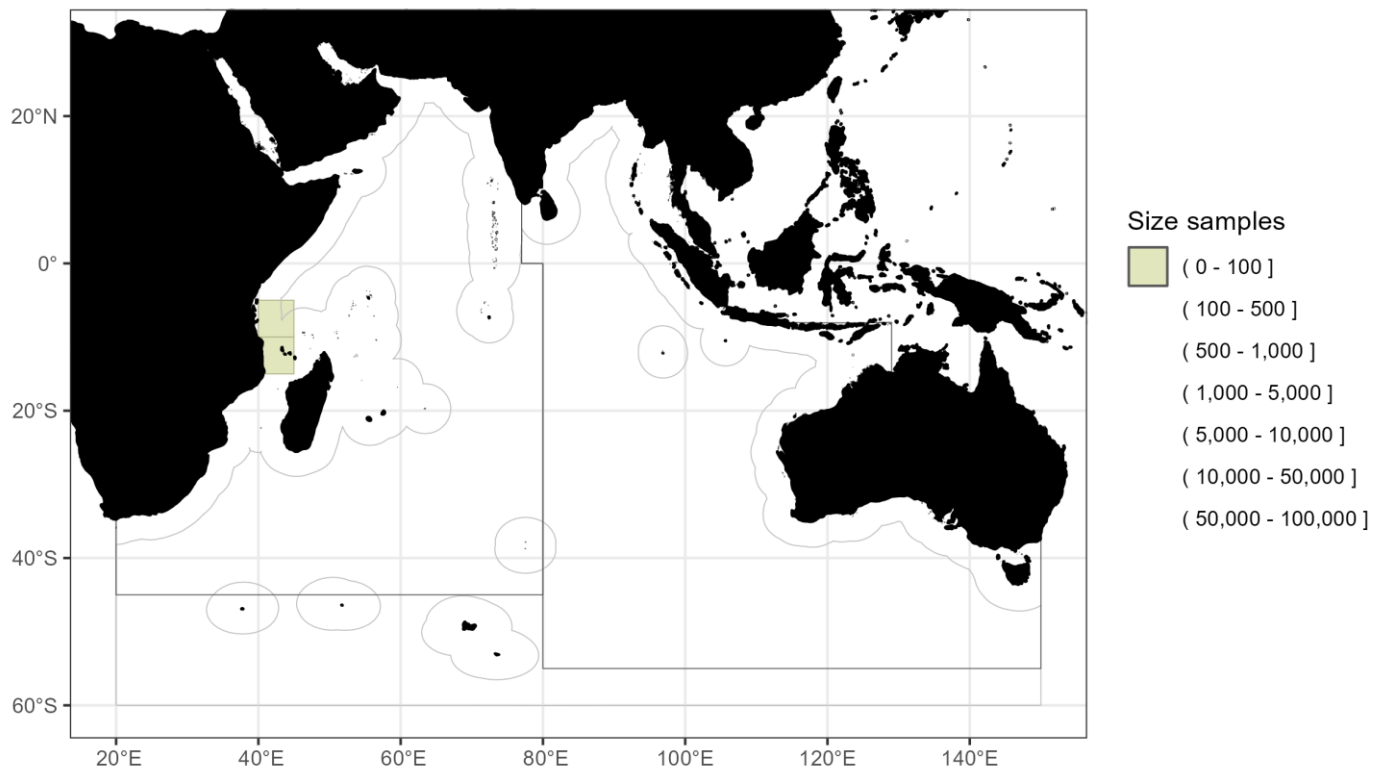 20°N
0°
20°S
40°S
60°S
20°E
40°E
60°E
80°E
100°E
120°E
140°E
Size samples
( 0 - 100 ]
( 100 - 500 ]
( 500 - 1,000 ]
( 1,000 - 5,000 ]
( 5,000 - 10,000 ]
( 10,000 - 50,000 ]
( 50,000 - 100,000 ]